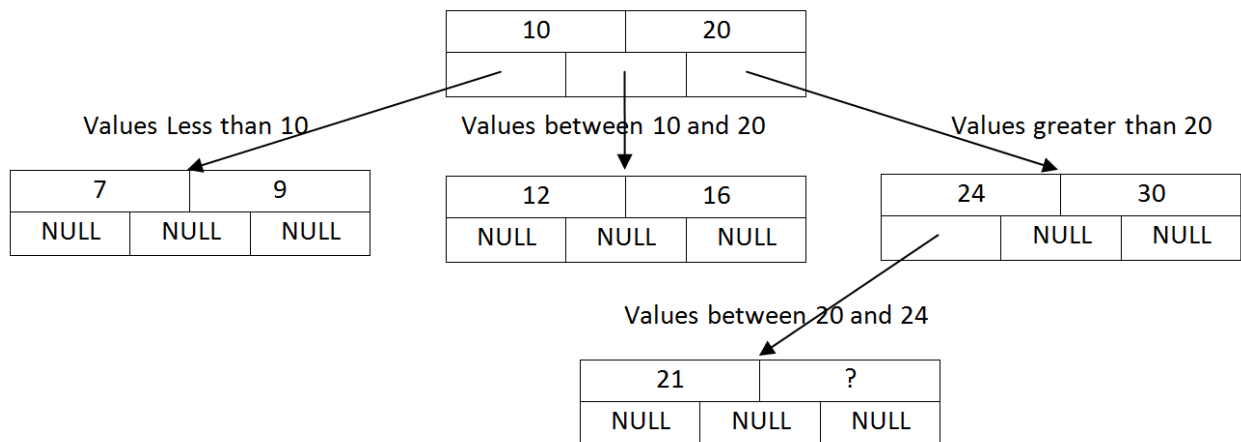 10 20
Values Less than 10
Values between 10 and 20
Values greater than 20
7 9
NULL NULL NULL
12 16
NULL NULL NULL
24 30
NULL NULL
Values between 20 and 24
21 ?
NULL NULL NULL